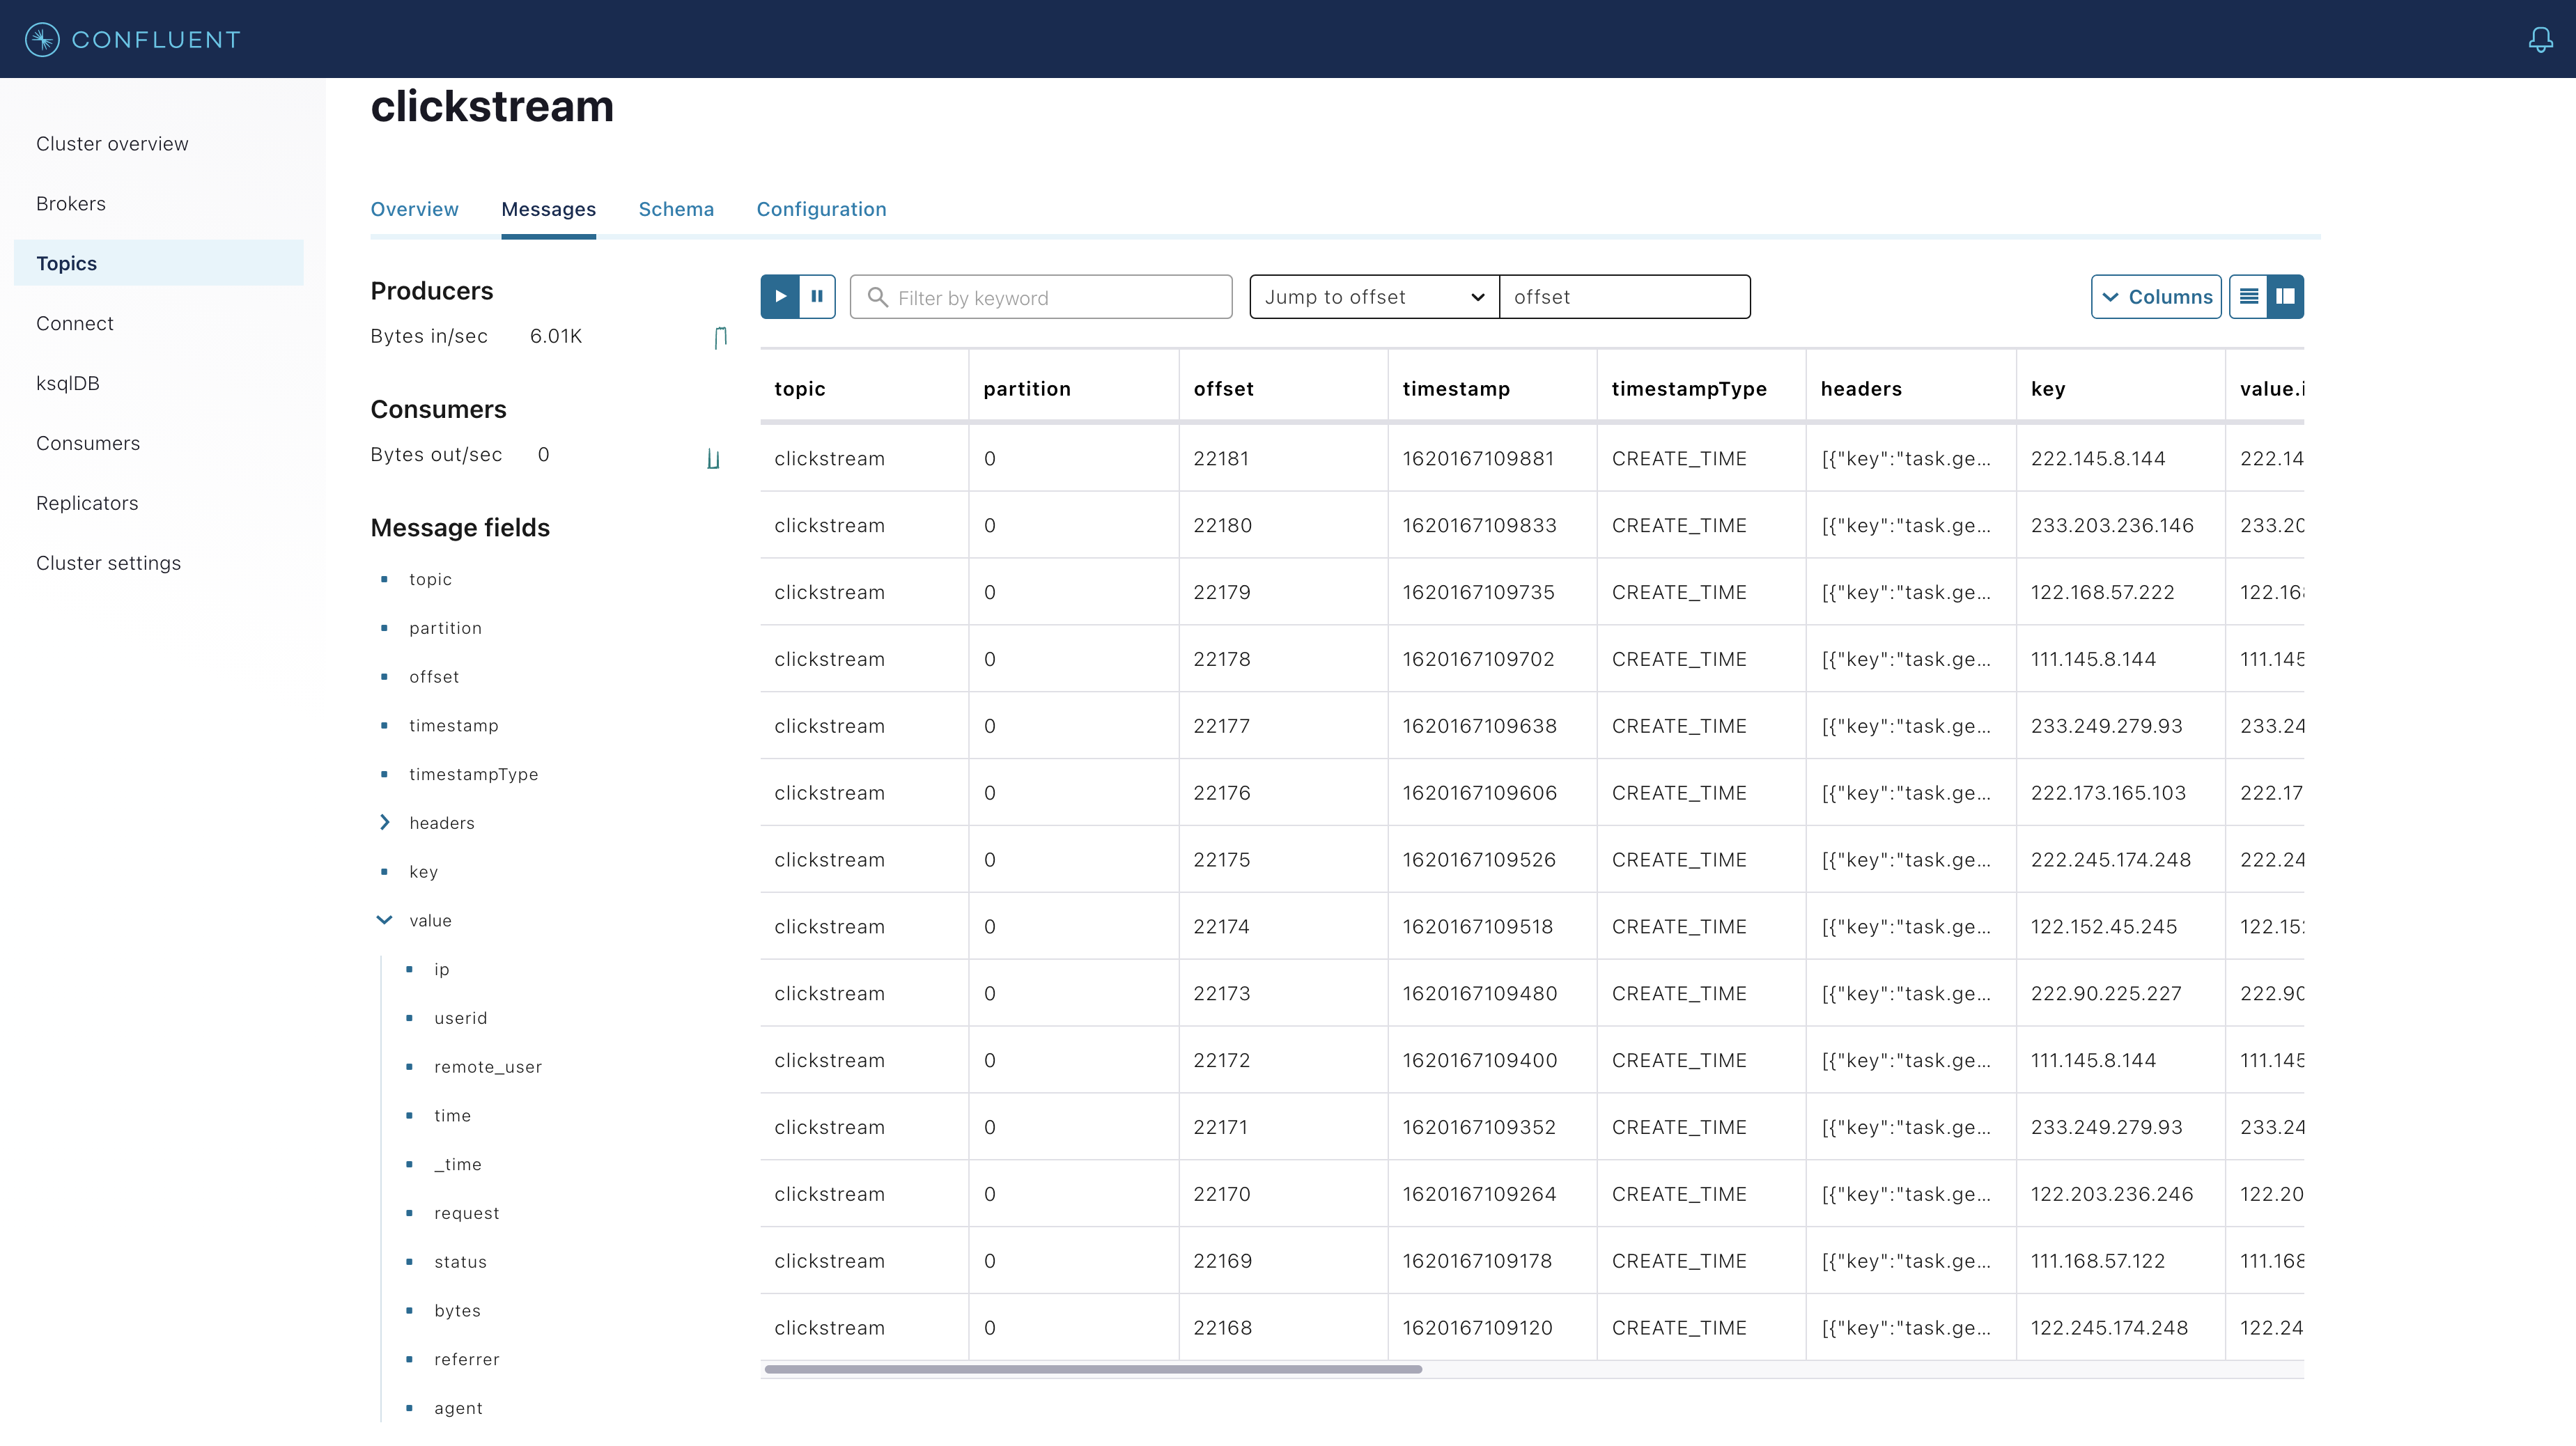 CONFLUENT
clickstream
Cluster overview
Brokers
Topics
Connect
ksqlDB
Consumers
Replicators
Cluster settings
Overview Messages Schema Configuration
Producers
Bytes in/sec 6.01K
Consumers
Bytes out/sec 0
Message fields
topic
partition
offset
timestamp
timestampType
headers
key
value
ip
userid
remote_user
time
_time
request
status
bytes
referrer
agent
Filter by keyword Jump to offset offset Columns
topic partition offset timestamp timestampType headers key value.i
clickstream 0 22181 1620167109881 CREATE_TIME [{"key":"task.ge... 222.145.8.144 222.14
clickstream 0 22180 1620167109833 CREATE_TIME [{"key":"task.ge... 233.203.236.146 233.20
clickstream 0 22179 1620167109735 CREATE_TIME [{"key":"task.ge... 122.168.57.222 122.16
clickstream 0 22178 1620167109702 CREATE_TIME [{"key":"task.ge... 111.145.8.144 111.145
clickstream 0 22177 1620167109638 CREATE_TIME [{"key":"task.ge... 233.249.279.93 233.24
clickstream 0 22176 1620167109606 CREATE_TIME [{"key":"task.ge... 222.173.165.103 222.17
clickstream 0 22175 1620167109526 CREATE_TIME [{"key":"task.ge... 222.245.174.248 222.24
clickstream 0 22174 1620167109518 CREATE_TIME [{"key":"task.ge... 122.152.45.245 122.15
clickstream 0 22173 1620167109480 CREATE_TIME [{"key":"task.ge... 222.90.225.227 222.90
clickstream 0 22172 1620167109400 CREATE_TIME [{"key":"task.ge... 111.145.8.144 111.145
clickstream 0 22171 1620167109352 CREATE_TIME [{"key":"task.ge... 233.249.279.93 233.24
clickstream 0 22170 1620167109264 CREATE_TIME [{"key":"task.ge... 122.203.236.246 122.20
clickstream 0 22169 1620167109178 CREATE_TIME [{"key":"task.ge... 111.168.57.122 111.168
clickstream 0 22168 1620167109120 CREATE_TIME [{"key":"task.ge... 122.245.174.248 122.24